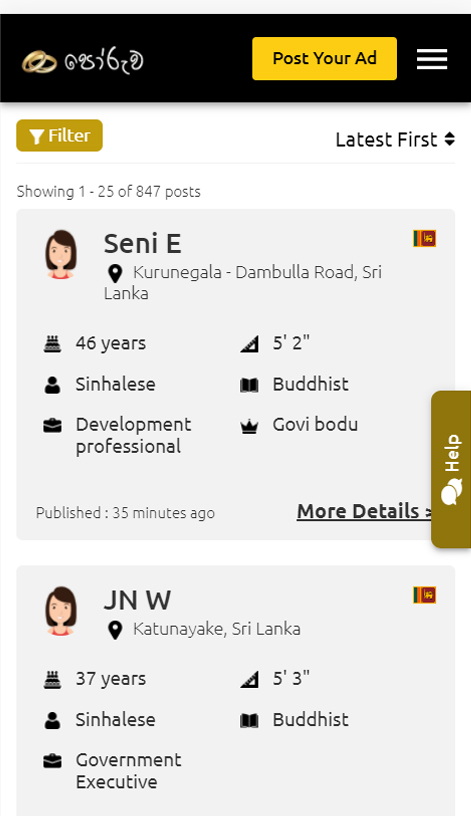 පෝරුව
Post Your Ad
Filter
Latest First
Showing 1 - 25 of 847 posts
Seni E
Kurunegala - Dambulla Road, Sri
Lanka
46 years
5' 2"
Sinhalese
Buddhist
Development
professional
Govi bodu
Help
Published : 35 minutes ago
More Details >
JN W
Katunayake, Sri Lanka
37 years
5' 3"
Sinhalese
Buddhist
Government
Executive